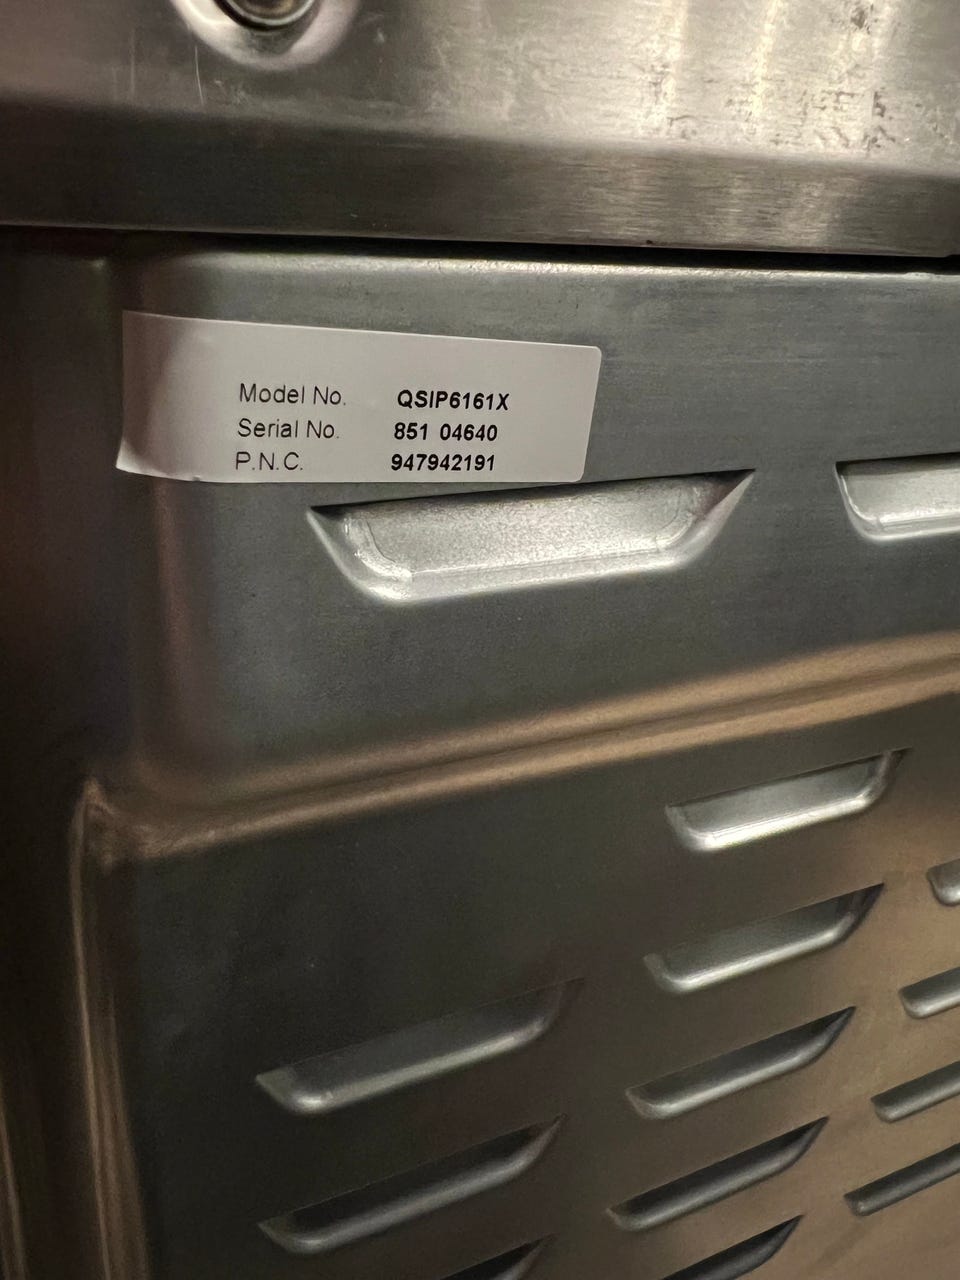 Model No. QSIP6161X
Serial No. 851 04640
P.N.C. 947942191